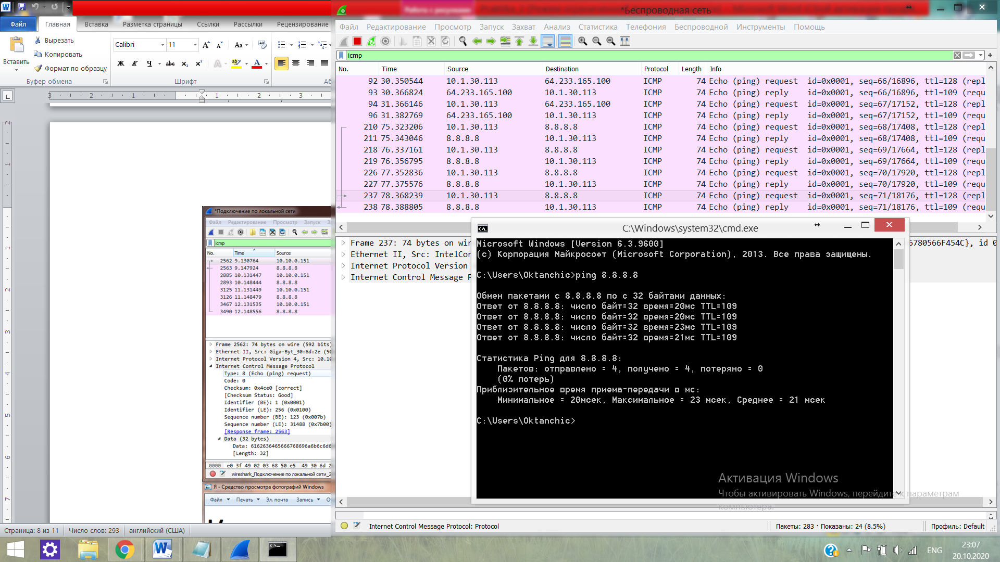 *Беспроводная сеть
Файл Главная Вставка Разметка страницы Ссылки Рассылки Рецензирование
Вставить
Вырезать
Копировать
Формат по образцу
Буфер обмена
Calibri 11
Шрифт
Файл Редактирование Просмотр Запуск Захват Анализ Статистика Телефония Беспроводной Инструменты Помощь
icmp
No. Time Source Destination Protocol Length Info
92 30.350544 10.1.30.113 64.233.165.100 ICMP 74 Echo (ping) request id=0x0001, seq=66/16896, ttl=128 (repl
93 30.366824 64.233.165.100 10.1.30.113 ICMP 74 Echo (ping) reply id=0x0001, seq=66/16896, ttl=109 (requ
94 31.366146 10.1.30.113 64.233.165.100 ICMP 74 Echo (ping) request id=0x0001, seq=67/17152, ttl=128 (repl
96 31.382769 64.233.165.100 10.1.30.113 ICMP 74 Echo (ping) reply id=0x0001, seq=67/17152, ttl=109 (requ
210 75.323206 10.1.30.113 8.8.8.8 ICMP 74 Echo (ping) request id=0x0001, seq=68/17408, ttl=128 (repl
211 75.343046 8.8.8.8 10.1.30.113 ICMP 74 Echo (ping) reply id=0x0001, seq=68/17408, ttl=109 (requ
218 76.337161 10.1.30.113 8.8.8.8 ICMP 74 Echo (ping) request id=0x0001, seq=69/17664, ttl=128 (repl
219 76.356795 8.8.8.8 10.1.30.113 ICMP 74 Echo (ping) reply id=0x0001, seq=69/17664, ttl=109 (requ
226 77.352836 10.1.30.113 8.8.8.8 ICMP 74 Echo (ping) request id=0x0001, seq=70/17920, ttl=128 (repl
227 77.375576 8.8.8.8 10.1.30.113 ICMP 74 Echo (ping) reply id=0x0001, seq=70/17920, ttl=109 (requ
237 78.368239 10.1.30.113 8.8.8.8 ICMP 74 Echo (ping) request id=0x0001, seq=71/18176, ttl=128 (repl
238 78.388805 8.8.8.8 10.1.30.113 ICMP 74 Echo (ping) reply id=0x0001, seq=71/18176, ttl=109 (requ
Frame 237: 74 bytes on wir 6780566F454C}, id 0
Ethernet II, Src: IntelCor
Internet Protocol Version
Internet Control Message P
C:\Windows\system32\cmd.exe
Microsoft Windows [Version 6.3.9600]
(c) Корпорация Майкрософт (Microsoft Corporation), 2013. Все права защищены.
C:\Users\Oktanchic>ping 8.8.8.8
Обмен пакетами с 8.8.8.8 по с 32 байтами данных:
Ответ от 8.8.8.8: число байт=32 время=20мс TTL=109
Ответ от 8.8.8.8: число байт=32 время=20мс TTL=109
Ответ от 8.8.8.8: число байт=32 время=23мс TTL=109
Ответ от 8.8.8.8: число байт=32 время=21мс TTL=109
Статистика Ping для 8.8.8.8:
Пакетов: отправлено = 4, получено = 4, потеряно = 0
(0% потерь)
Приблизительное время приема-передачи в мс:
Минимальное = 20мсек, Максимальное = 23 мсек, Среднее = 21 мсек
C:\Users\Oktanchic>
Активация Windows
Чтобы активировать Windows, перейдите к параметрам
компьютера.
*Подключение по локальной сети
Файл Редактирование Просмотр Запуск
icmp
No. Time Source
2562 9.130764 10.10.0.151
2563 9.147924 8.8.8.8
2885 10.131447 10.10.0.151
2893 10.148444 8.8.8.8
3125 11.131449 10.10.0.151
3126 11.148479 8.8.8.8
3467 12.131535 10.10.0.151
3490 12.148556 8.8.8.8
Frame 2562: 74 bytes on wire (592 bits)
Ethernet II, Src: Giga-Byt_30:6d:2e (50
Internet Protocol Version 4, Src: 10.10
Internet Control Message Protocol
Type: 8 (Echo (ping) request)
Code: 0
Checksum: 0x4ce0 [correct]
[Checksum Status: Good]
Identifier (BE): 1 (0x0001)
Identifier (LE): 256 (0x0100)
Sequence number (BE): 123 (0x007b)
Sequence number (LE): 31488 (0x7b00)
[Response frame: 2563]
Data (32 bytes)
Data: 6162636465666768696a6b6c6d6
[Length: 32]
0000 e0 3f 49 02 03 68 50 e5 49 30 6d 2
wireshark_Подключение по локальной сети_2
Я - Средство просмотра фотографий Windows
Файл Печать Эл. почта Запись
Internet Control Message Protocol: Protocol
Пакеты: 283 · Показаны: 24 (8.5%)
Профиль: Default
Страница: 8 из 11 Число слов: 293 английский (США)
ENG
23:07
20.10.2020